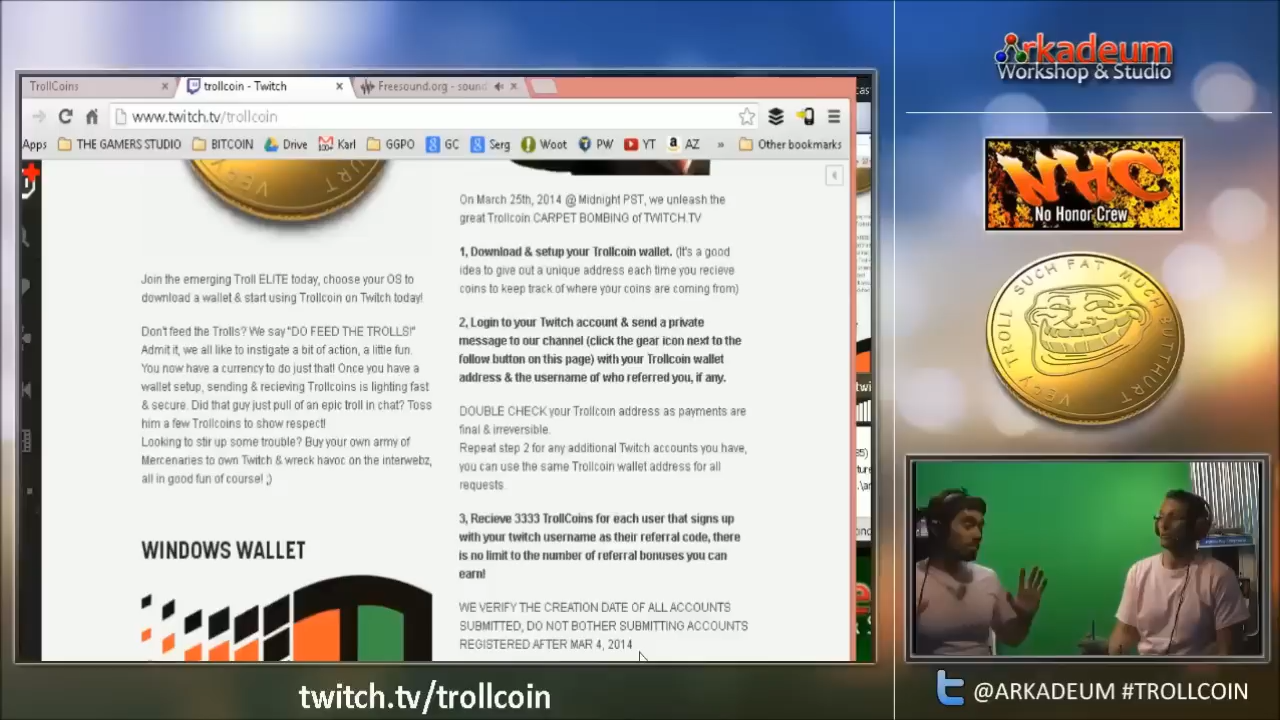 TrollCoins
trollcoin - Twitch
Freesound.org - sound
www.twitch.tv/trollcoin
Apps THE GAMERS STUDIO BITCOIN Drive Karl GGPO GC Serg Woot PW YT AZ » Other bookmarks
VERY HURT
Join the emerging Troll ELITE today, choose your OS to
download a wallet & start using Trollcoin on Twitch today!
Don't feed the Trolls? We say "DO FEED THE TROLLS!"
Admit it, we all like to instigate a bit of action, a little fun.
You now have a currency to do just that! Once you have a
wallet setup, sending & recieving Trollcoins is lighting fast
& secure. Did that guy just pull of an epic troll in chat? Toss
him a few Trollcoins to show respect!
Looking to stir up some trouble? Buy your own army of
Mercenaries to own Twitch & wreck havoc on the interwebz,
all in good fun of course! ;)
WINDOWS WALLET
On March 25th, 2014 @ Midnight PST, we unleash the
great Trollcoin CARPET BOMBING of TWITCH.TV
1, Download & setup your Trollcoin wallet. (It's a good
idea to give out a unique address each time you recieve
coins to keep track of where your coins are coming from)
2, Login to your Twitch account & send a private
message to our channel (click the gear icon next to the
follow button on this page) with your Trollcoin wallet
address & the username of who referred you, if any.
DOUBLE CHECK your Trollcoin address as payments are
final & irreversible.
Repeat step 2 for any additional Twitch accounts you have,
you can use the same Trollcoin wallet address for all
requests.
3, Recieve 3333 TrollCoins for each user that signs up
with your twitch username as their referral code, there
is no limit to the number of referral bonuses you can
earn!
WE VERIFY THE CREATION DATE OF ALL ACCOUNTS
SUBMITTED, DO NOT BOTHER SUBMITTING ACCOUNTS
REGISTERED AFTER MAR 4, 2014
Arkadeum
Workshop & Studio
NHC
No Honor Crew
VERY TROLL SUCH FAT MUCH BUTTHURT
twitch.tv/trollcoin
@ARKADEUM #TROLLCOIN